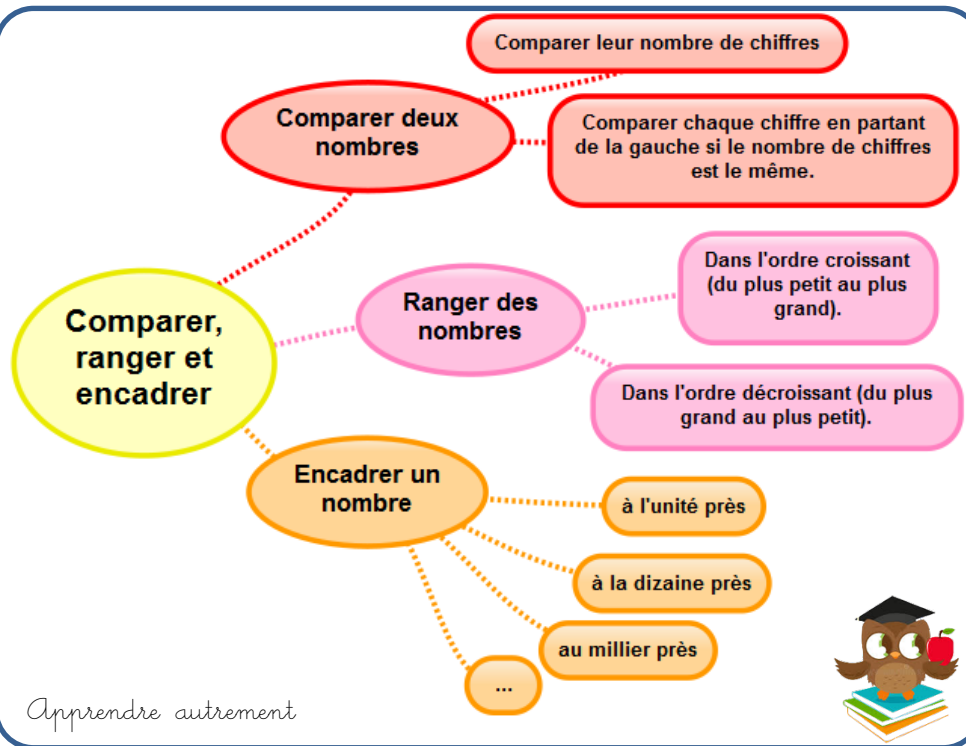 Comparer leur nombre de chiffres
Comparer deux
nombres
Comparer chaque chiffre en partant
de la gauche si le nombre de chiffres
est le même.
Comparer,
ranger et
encadrer
Ranger des
nombres
Dans l'ordre croissant
(du plus petit au plus
grand).
Dans l'ordre décroissant (du plus
grand au plus petit).
Encadrer un
nombre
à l'unité près
à la dizaine près
au millier près
...
Apprendre autrement